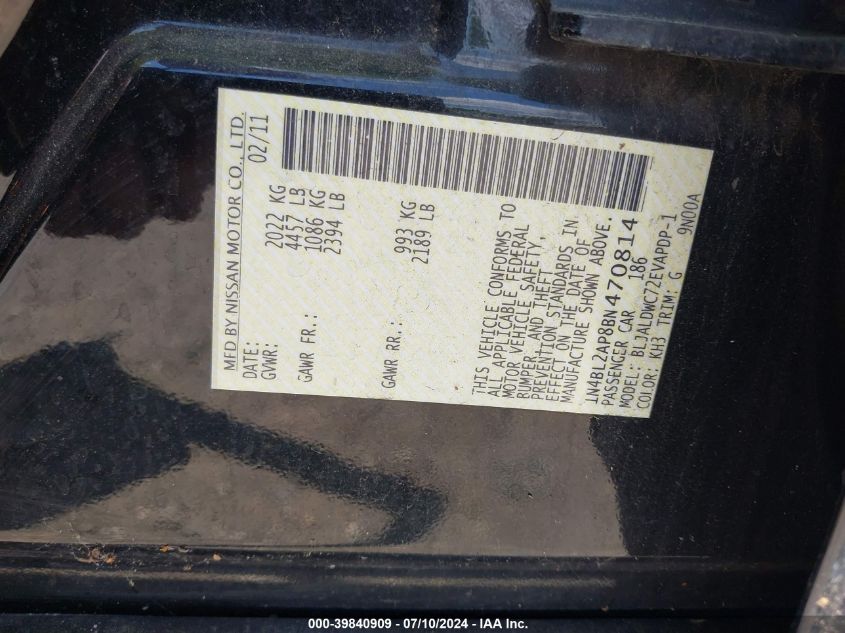 MFD BY NISSAN MOTOR CO., LTD.
DATE: 02/11
GVWR: 2022 KG
4457 LB
GAWR FR.: 1086 KG
2394 LB
GAWR RR.: 993 KG
2189 LB
THIS VEHICLE CONFORMS TO
ALL APPLICABLE FEDERAL
MOTOR VEHICLE SAFETY,
BUMPER, AND THEFT
PREVENTION STANDARDS IN
EFFECT ON THE DATE OF
MANUFACTURE SHOWN ABOVE.
1N4BL2AP8BN470814
PASSENGER CAR 186
MODEL: BLJALDWC72EVAPDP-1
COLOR: KH3 TRIM: G 9N00A
000-39840909 / 07/10/2024 - IAA Inc.